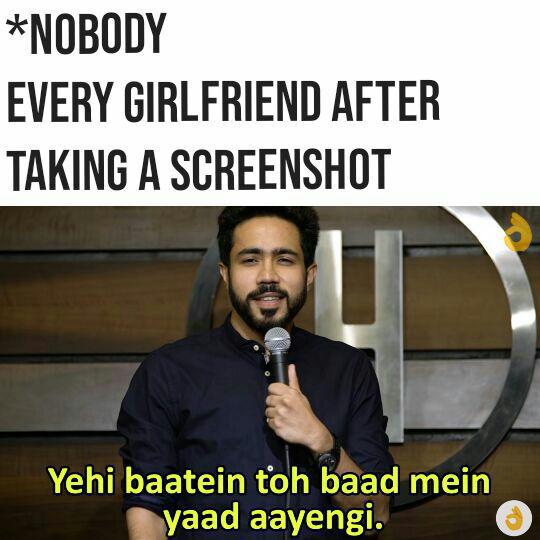 *NOBODY
EVERY GIRLFRIEND AFTER
TAKING A SCREENSHOT
H
Yehi baatein toh baad mein
yaad aayengi.